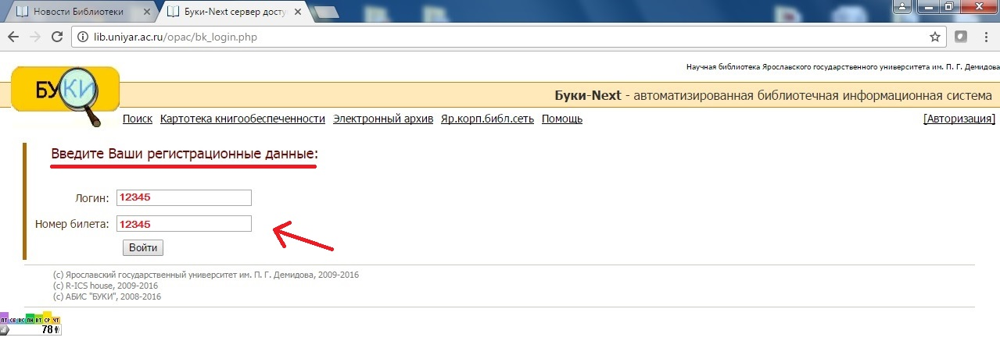 Новости Библиотеки
Буки-Next сервер досту
lib.uniyar.ac.ru/opac/bk_login.php
Научная библиотека Ярославского государственного университета им. П. Г. Демидова
БУКИ
Буки-Next - автоматизированная библиотечная информационная система
Поиск Картотека книгообеспеченности Электронный архив Яр.корп.библ.сеть Помощь [Авторизация]
Введите Ваши регистрационные данные:
Логин: 12345
Номер билета: 12345
Войти
(c) Ярославский государственный университет им. П. Г. Демидова, 2009-2016
(c) R-ICS house, 2009-2016
(c) АБИС "БУКИ", 2008-2016
ПТ СБ ВС ПН ВТ СР ЧТ
78